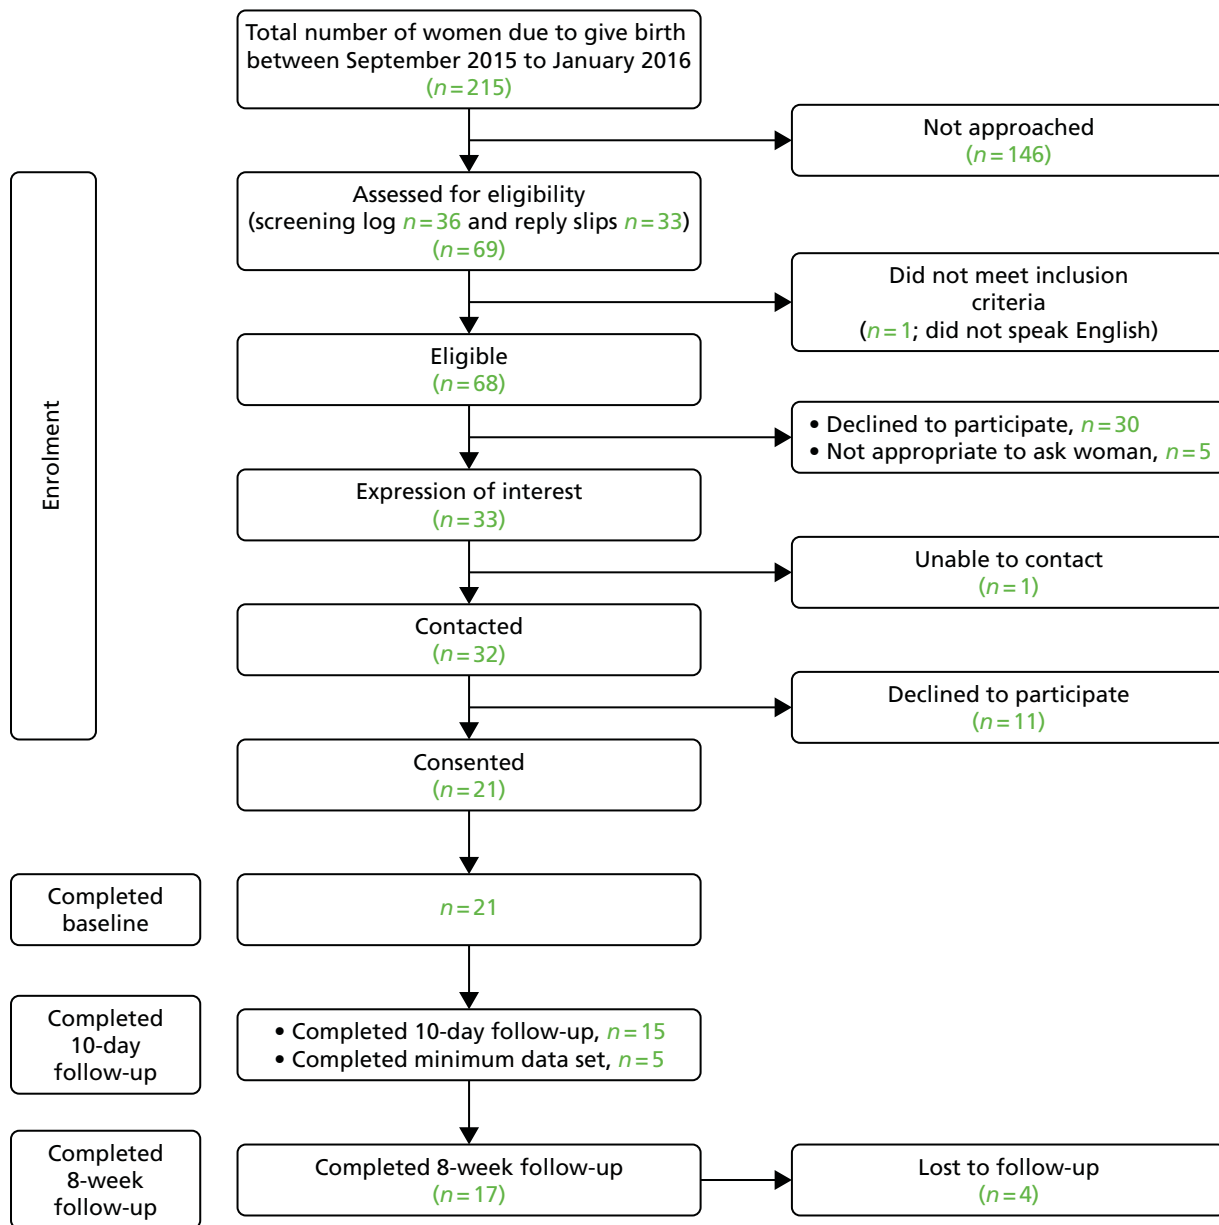 Total number of women due to give birth
between September 2015 to January 2016
(n=215)
Not approached
(n=146)
Enrolment
Assessed for eligibility
(screening log n=36 and reply slips n=33)
(n=69)
Did not meet inclusion
criteria
(n=1; did not speak English)
Eligible
(n=68)
• Declined to participate, n=30
• Not appropriate to ask woman, n=5
Expression of interest
(n=33)
Unable to contact
(n=1)
Contacted
(n=32)
Declined to participate
(n=11)
Consented
(n=21)
Completed
baseline
n=21
Completed
10-day
follow-up
• Completed 10-day follow-up, n=15
• Completed minimum data set, n=5
Completed
8-week
follow-up
Completed 8-week follow-up
(n=17)
Lost to follow-up
(n=4)